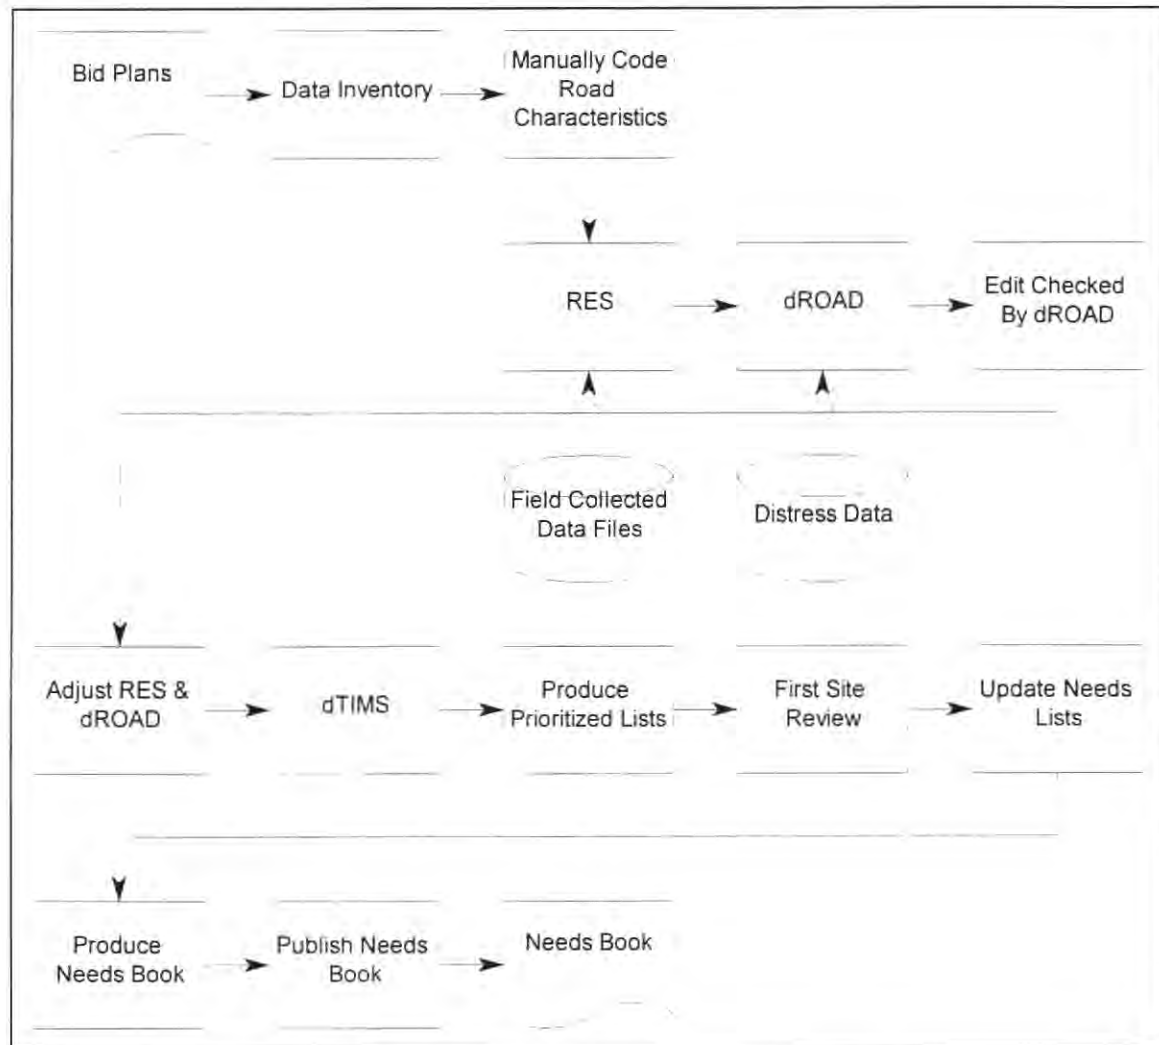 Bid Plans
Data Inventory
Manually Code
Road
Characteristics
RES
dROAD
Edit Checked
By dROAD
Field Collected
Data Files
Distress Data
Adjust RES &
dROAD
dTIMS
Produce
Prioritized Lists
First Site
Review
Update Needs
Lists
Produce
Needs Book
Publish Needs
Book
Needs Book